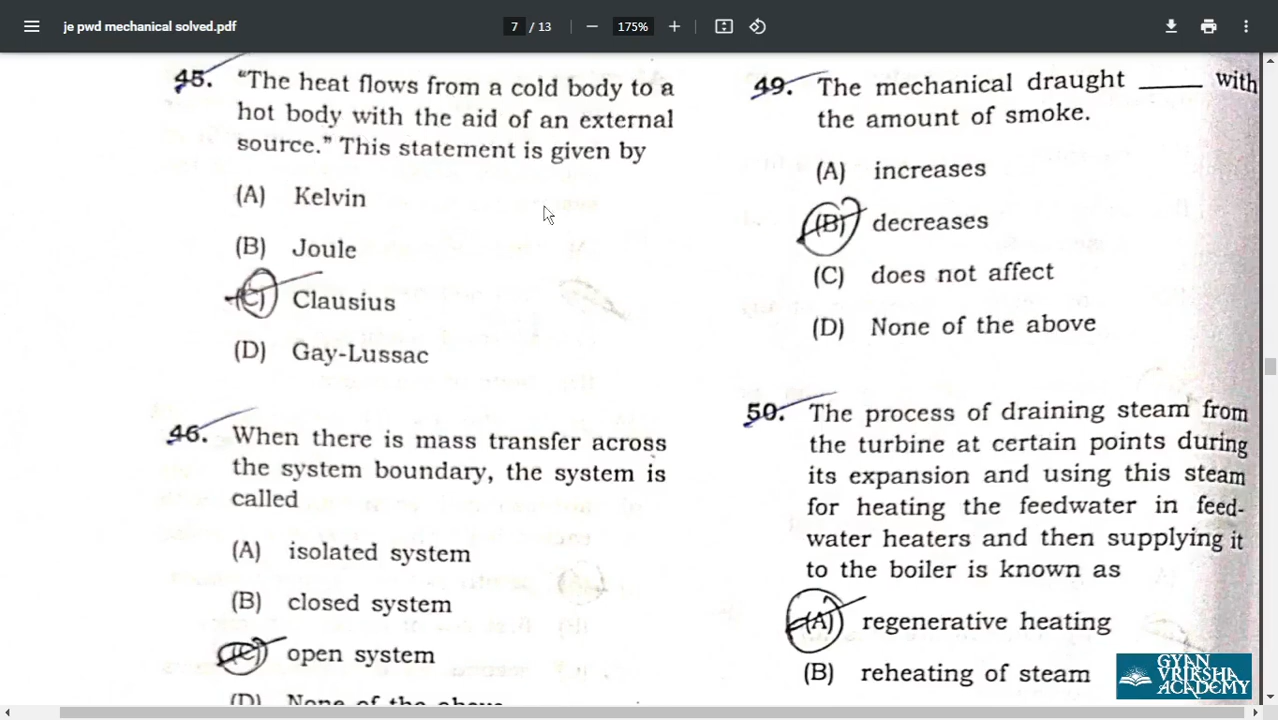 je pwd mechanical solved.pdf
7 / 13
175%
45. "The heat flows from a cold body to a
hot body with the aid of an external
source." This statement is given by
(A) Kelvin
(B) Joule
(C) Clausius
(D) Gay-Lussac
46. When there is mass transfer across
the system boundary, the system is
called
(A) isolated system
(B) closed system
(C) open system
(D) None of the above
49. The mechanical draught ____ with
the amount of smoke.
(A) increases
(B) decreases
(C) does not affect
(D) None of the above
50. The process of draining steam from
the turbine at certain points during
its expansion and using this steam
for heating the feedwater in feed-
water heaters and then supplying it
to the boiler is known as
(A) regenerative heating
(B) reheating of steam
GYAN
VRIKSHA
ACADEMY